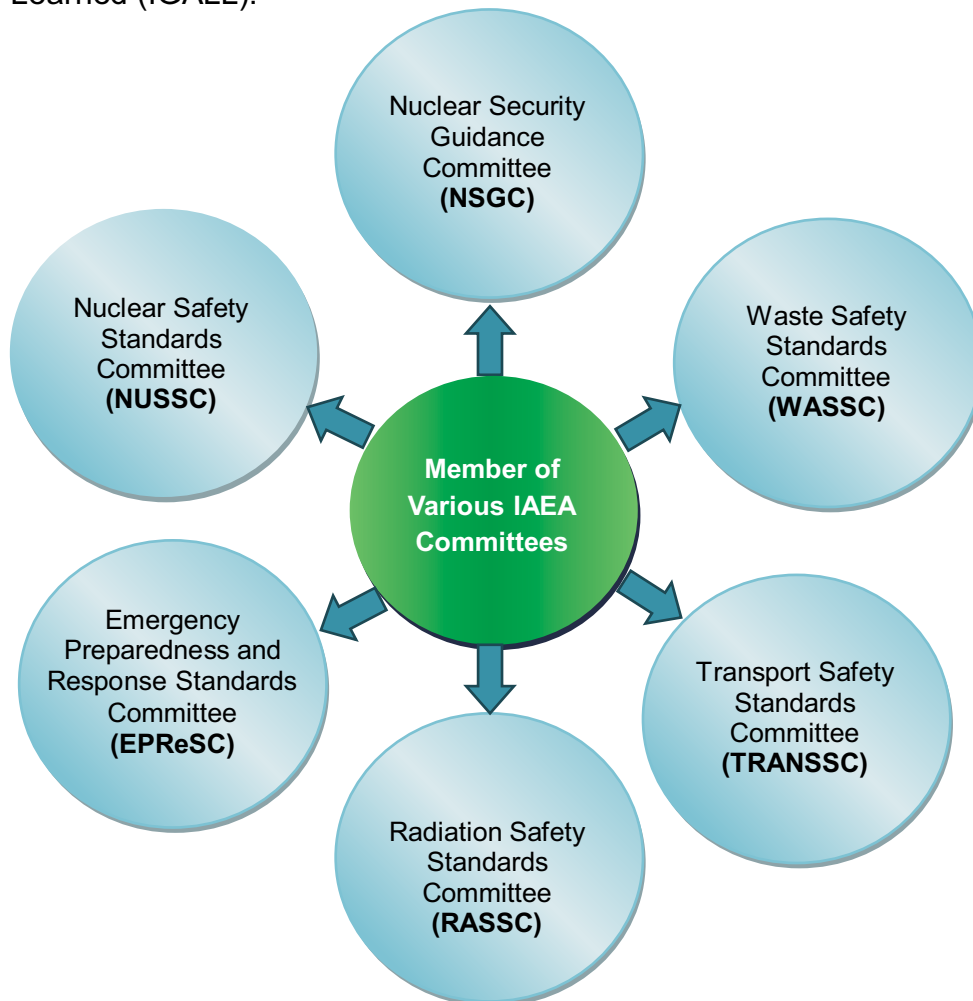 Learned (IGALL).
Nuclear Security
Guidance
Committee
(NSGC)
Nuclear Safety
Standards
Committee
(NUSSC)
Waste Safety
Standards
Committee
(WASSC)
Member of
Various IAEA
Committees
Emergency
Preparedness and
Response Standards
Committee
(EPReSC)
Transport Safety
Standards
Committee
(TRANSSC)
Radiation Safety
Standards
Committee
(RASSC)